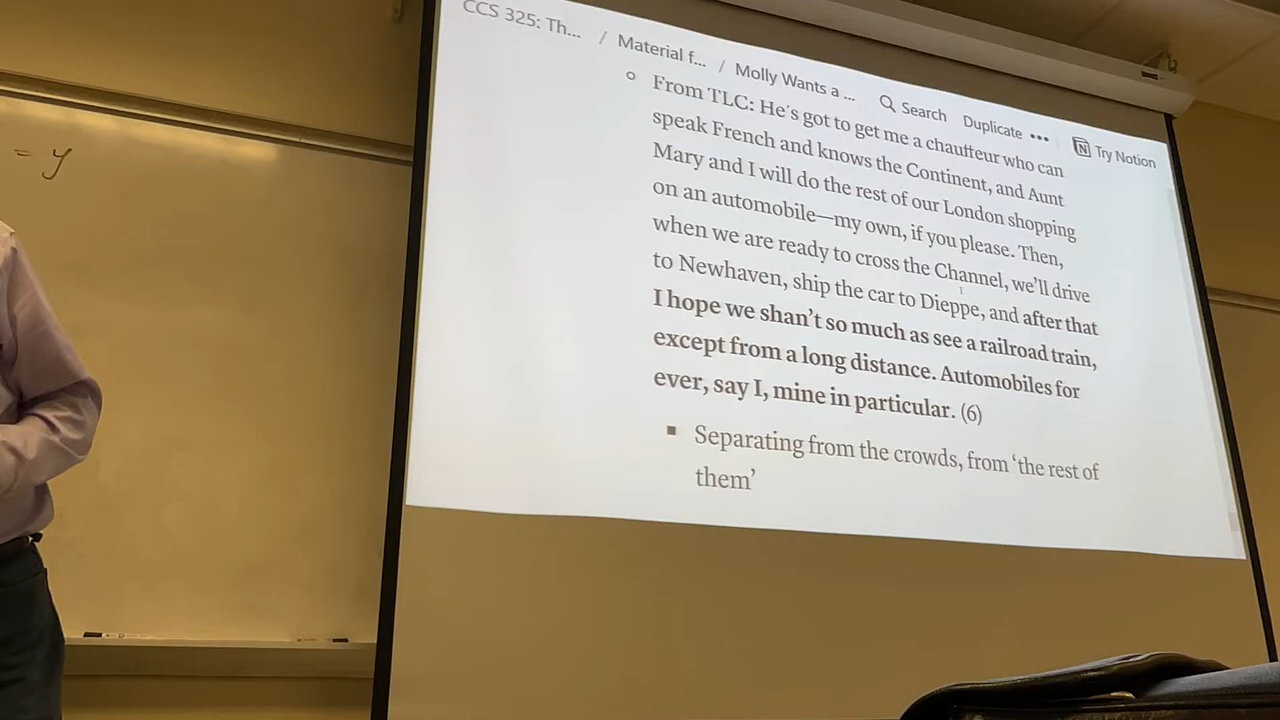 CCS 325: Th... / Material f... / Molly Wants a ... Search Duplicate ••• Try Notion
From TLC: He's got to get me a chauffeur who can
speak French and knows the Continent, and Aunt
Mary and I will do the rest of our London shopping
on an automobile—my own, if you please. Then,
when we are ready to cross the Channel, we'll drive
to Newhaven, ship the car to Dieppe, and after that
I hope we shan't so much as see a railroad train,
except from a long distance. Automobiles for
ever, say I, mine in particular. (6)
Separating from the crowds, from 'the rest of
them'
= y